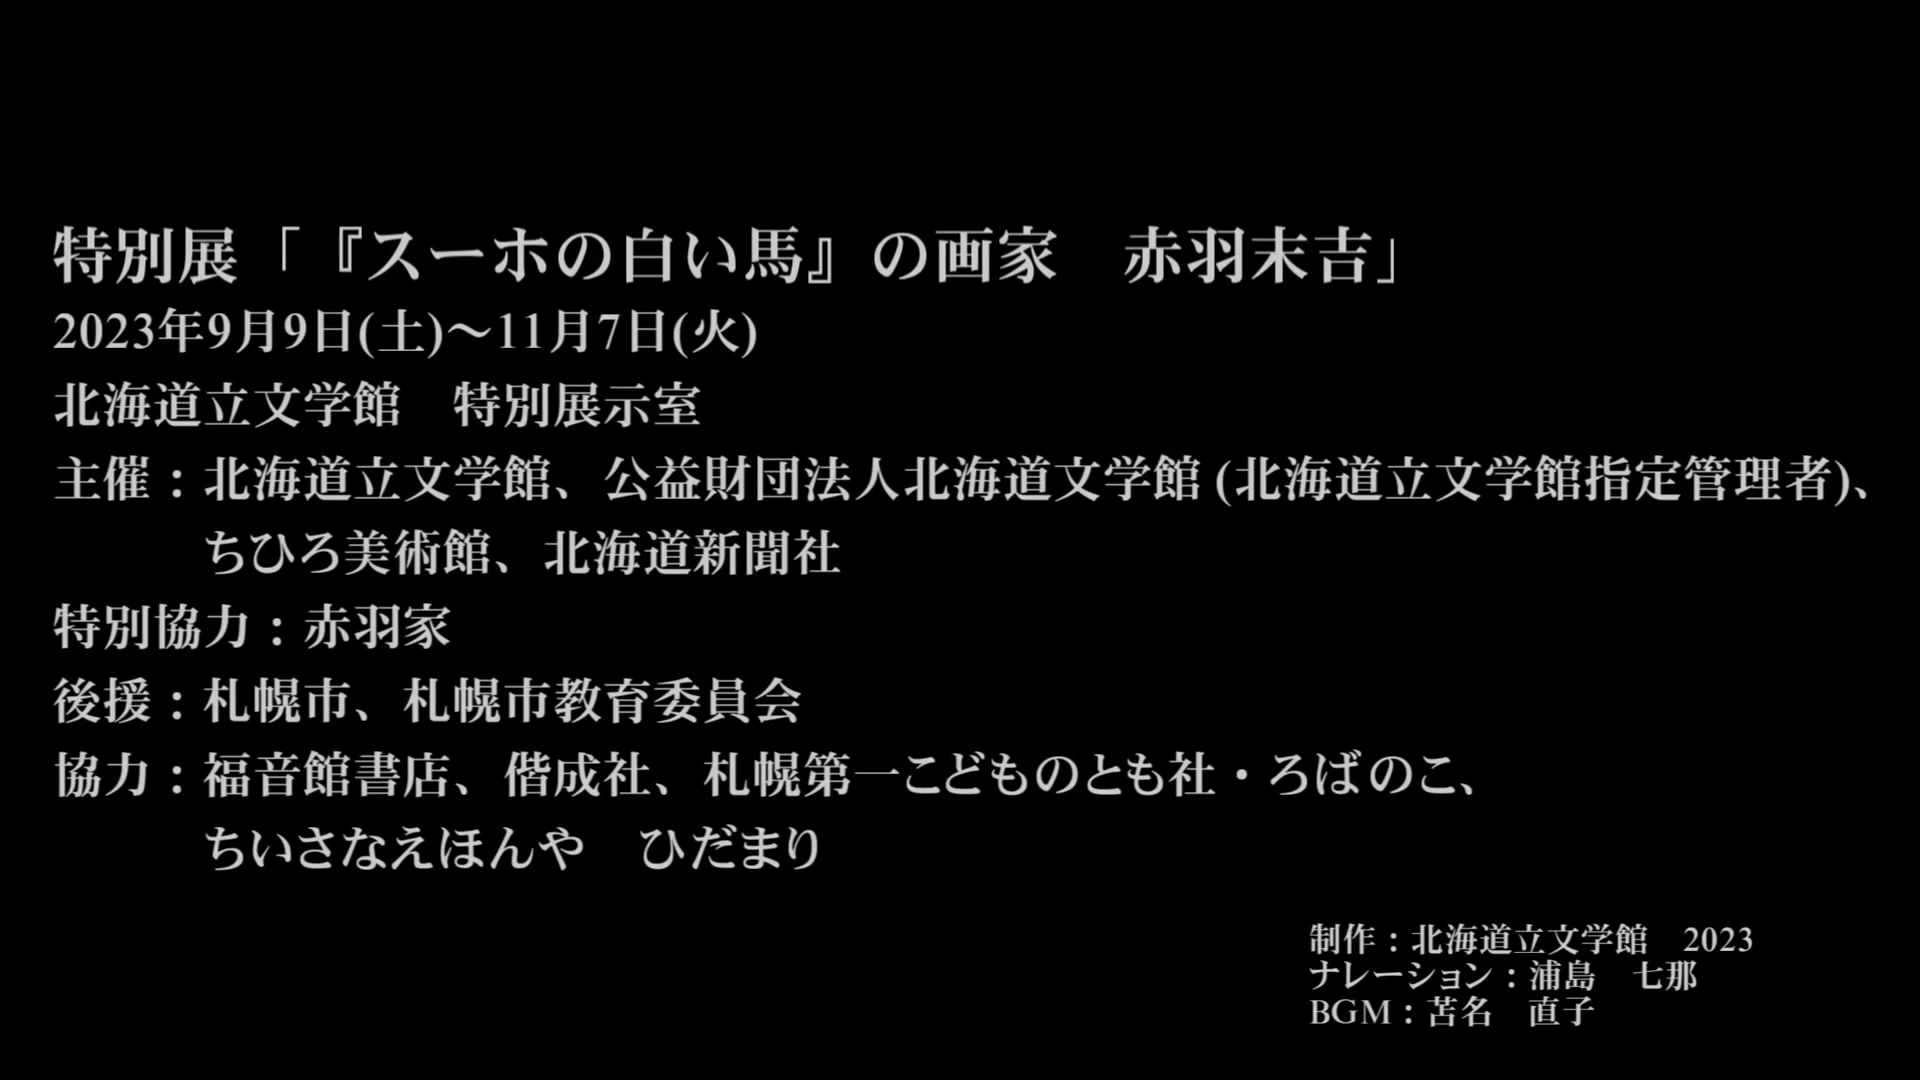 特別展「『スーホの白い馬』の画家　赤羽末吉」
2023年9月9日(土)～11月7日(火)
北海道立文学館　特別展示室
主催：北海道立文学館、公益財団法人北海道文学館 (北海道立文学館指定管理者)、
ちひろ美術館、北海道新聞社
特別協力：赤羽家
後援：札幌市、札幌市教育委員会
協力：福音館書店、偕成社、札幌第一こどものとも社・ろばのこ、
ちいさなえほんや　ひだまり
制作：北海道立文学館　2023
ナレーション：浦島　七那
BGM：苫名　直子